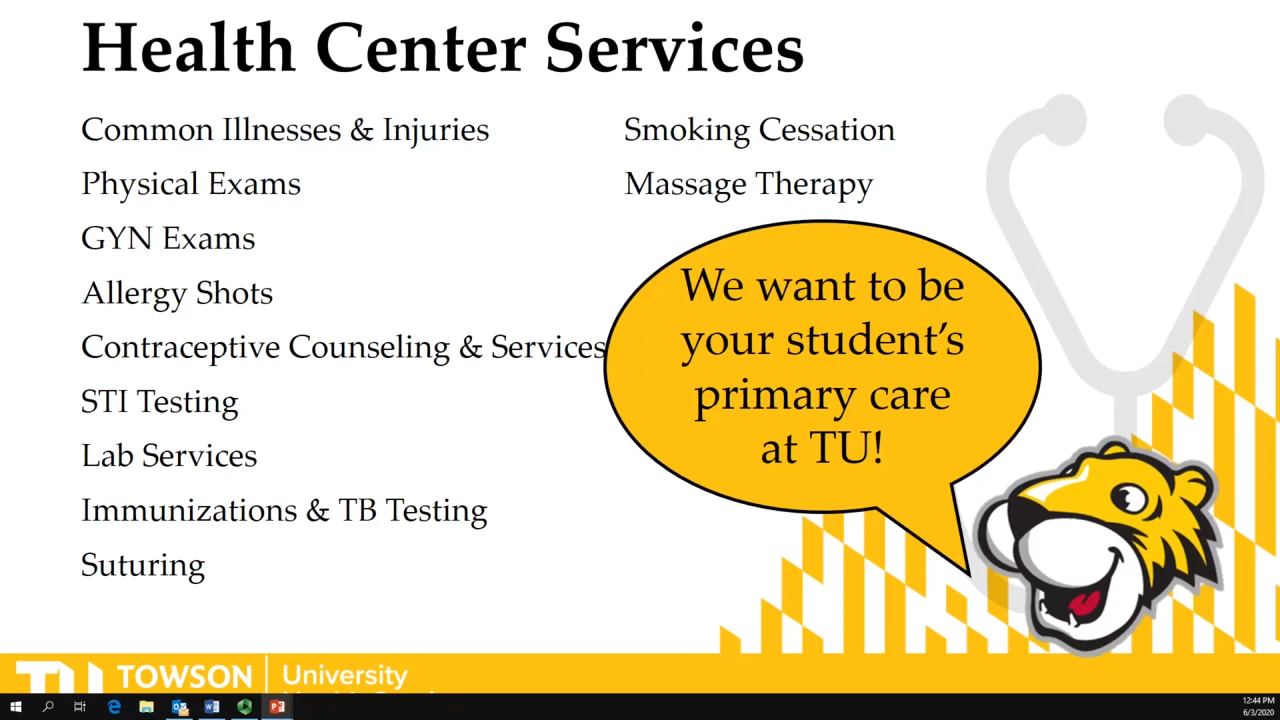 Health Center Services
Common Illnesses & Injuries
Physical Exams
GYN Exams
Allergy Shots
Contraceptive Counseling & Services
STI Testing
Lab Services
Immunizations & TB Testing
Suturing
Smoking Cessation
Massage Therapy
We want to be
your student's
primary care
at TU!
TU TOWSON University
12:44 PM
6/3/2020